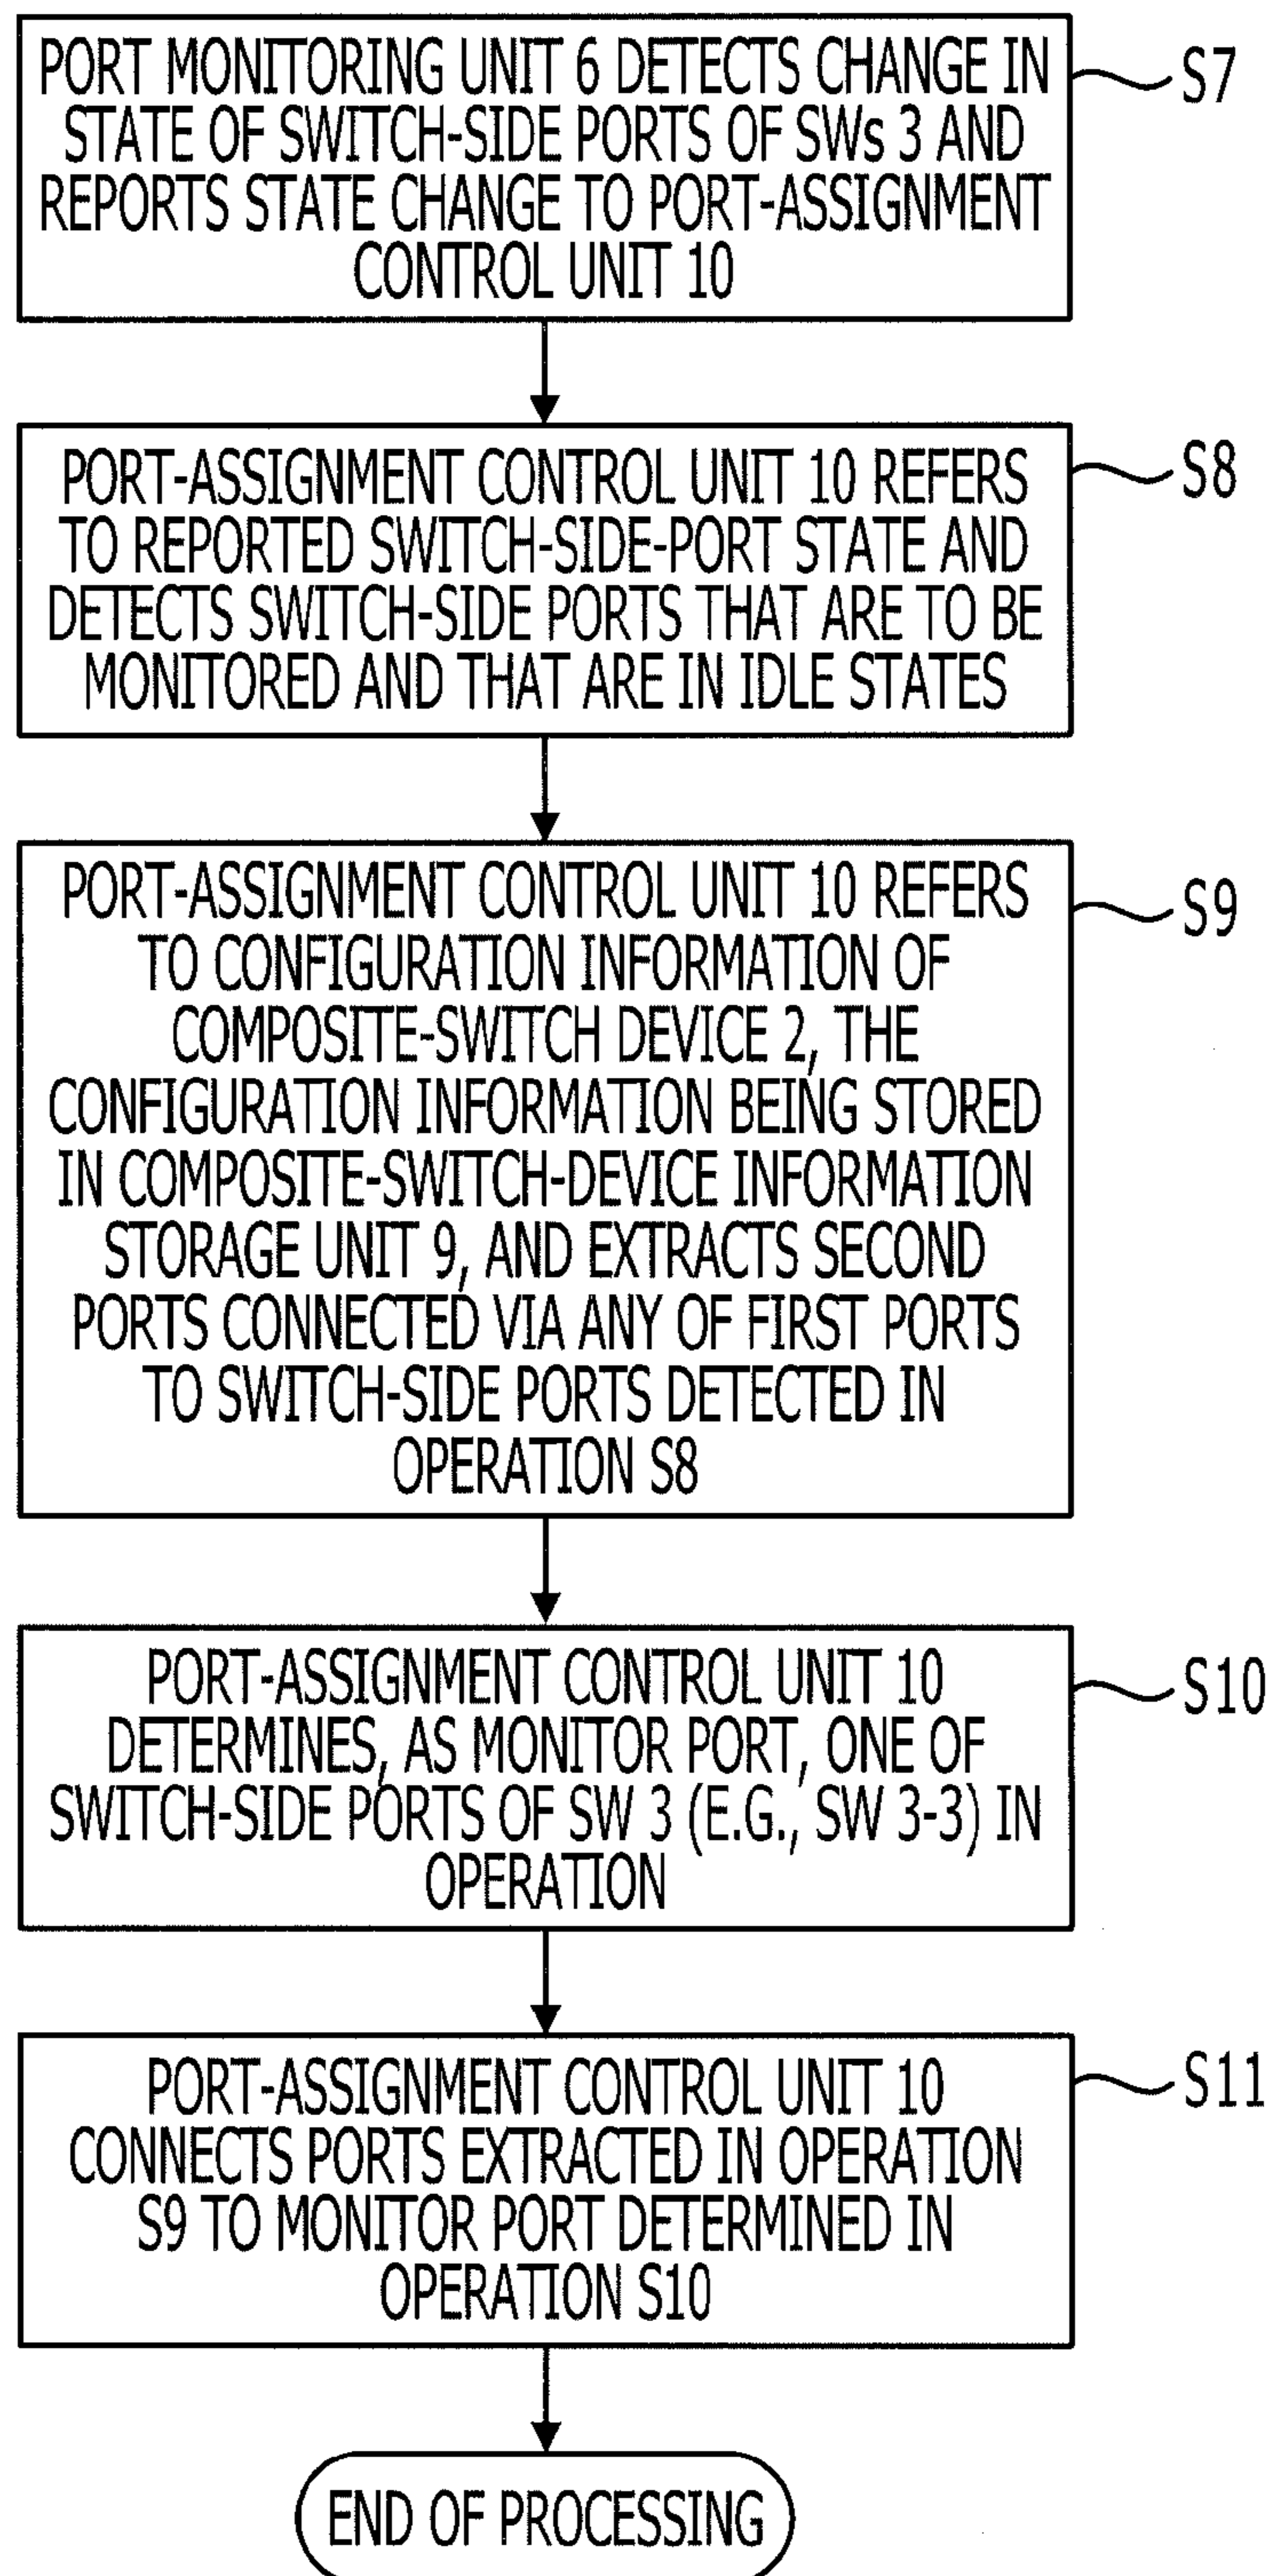 PORT MONITORING UNIT 6 DETECTS CHANGE IN
STATE OF SWITCH-SIDE PORTS OF SWs 3 AND
REPORTS STATE CHANGE TO PORT-ASSIGNMENT
CONTROL UNIT 10
S7
PORT-ASSIGNMENT CONTROL UNIT 10 REFERS
TO REPORTED SWITCH-SIDE-PORT STATE AND
DETECTS SWITCH-SIDE PORTS THAT ARE TO BE
MONITORED AND THAT ARE IN IDLE STATES
S8
PORT-ASSIGNMENT CONTROL UNIT 10 REFERS
TO CONFIGURATION INFORMATION OF
COMPOSITE-SWITCH DEVICE 2, THE
CONFIGURATION INFORMATION BEING STORED
IN COMPOSITE-SWITCH-DEVICE INFORMATION
STORAGE UNIT 9, AND EXTRACTS SECOND
PORTS CONNECTED VIA ANY OF FIRST PORTS
TO SWITCH-SIDE PORTS DETECTED IN
OPERATION S8
S9
PORT-ASSIGNMENT CONTROL UNIT 10
DETERMINES, AS MONITOR PORT, ONE OF
SWITCH-SIDE PORTS OF SW 3 (E.G., SW 3-3) IN
OPERATION
S10
PORT-ASSIGNMENT CONTROL UNIT 10
CONNECTS PORTS EXTRACTED IN OPERATION
S9 TO MONITOR PORT DETERMINED IN
OPERATION S10
S11
END OF PROCESSING